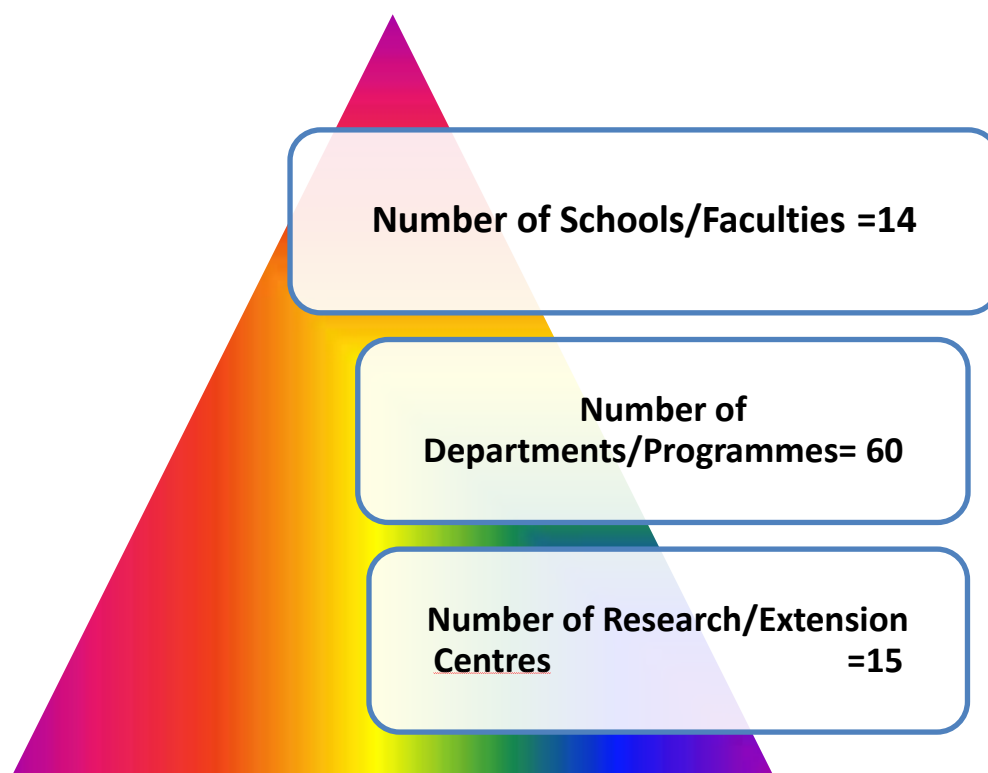 Number of Schools/Faculties =14
Number of
Departments/Programmes= 60
Number of Research/Extension
Centres =15